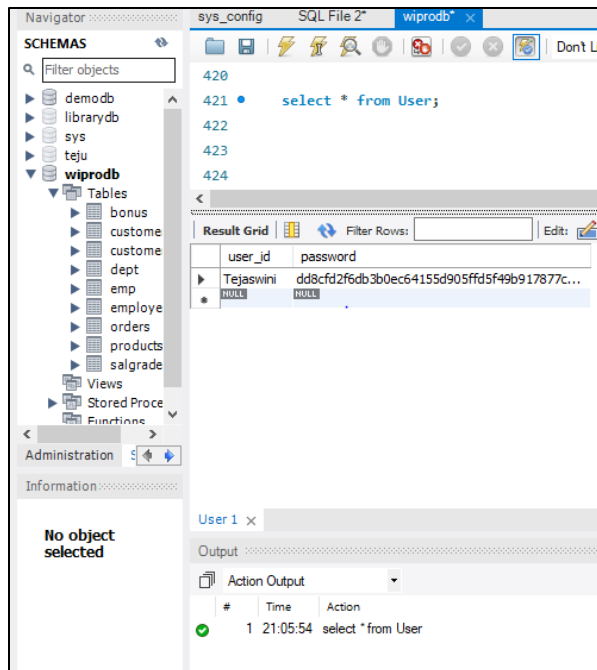 Navigator
SCHEMAS
Filter objects
demodb
librarydb
sys
teju
wiprodb
Tables
bonus
custome
custome
dept
emp
employe
orders
products
salgrade
Views
Stored Proce
Functions
Administration S
Information
No object
selected
sys_config SQL File 2* wiprodb*
Don't L
420
421 select * from User;
422
423
424
Result Grid Filter Rows: Edit:
user_id password
Tejaswini dd8cfd2f6db3b0ec64155d905ffd5f49b917877c...
NULL NULL
User 1
Output
Action Output
# Time Action
1 21:05:54 select * from User